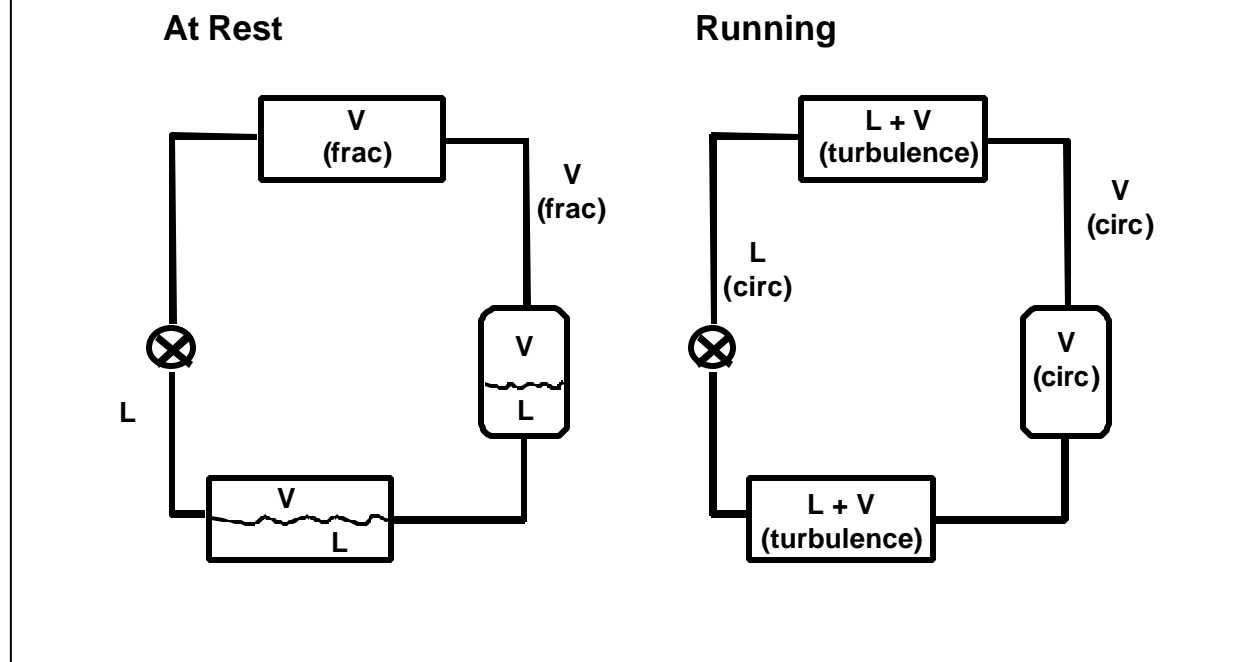 At Rest
V
(frac)
V
(frac)
V
L
L
V
L
Running
L + V
(turbulence)
V
(circ)
L
(circ)
V
(circ)
L + V
(turbulence)